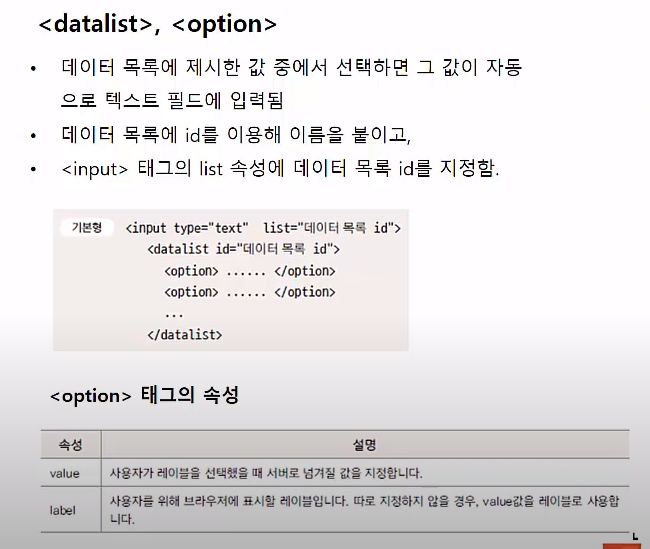 <datalist>, <option>
• 데이터 목록에 제시한 값 중에서 선택하면 그 값이 자동
으로 텍스트 필드에 입력됨
• 데이터 목록에 id를 이용해 이름을 붙이고,
• <input> 태그의 list 속성에 데이터 목록 id를 지정함.
기본형 <input type="text" list="데이터 목록 id">
<datalist id="데이터 목록 id">
<option> ...... </option>
<option> ...... </option>
...
</datalist>
<option> 태그의 속성
속성 설명
value 사용자가 레이블을 선택했을 때 서버로 넘겨질 값을 지정합니다.
label 사용자를 위해 브라우저에 표시할 레이블입니다. 따로 지정하지 않을 경우, value값을 레이블로 사용합
니다.